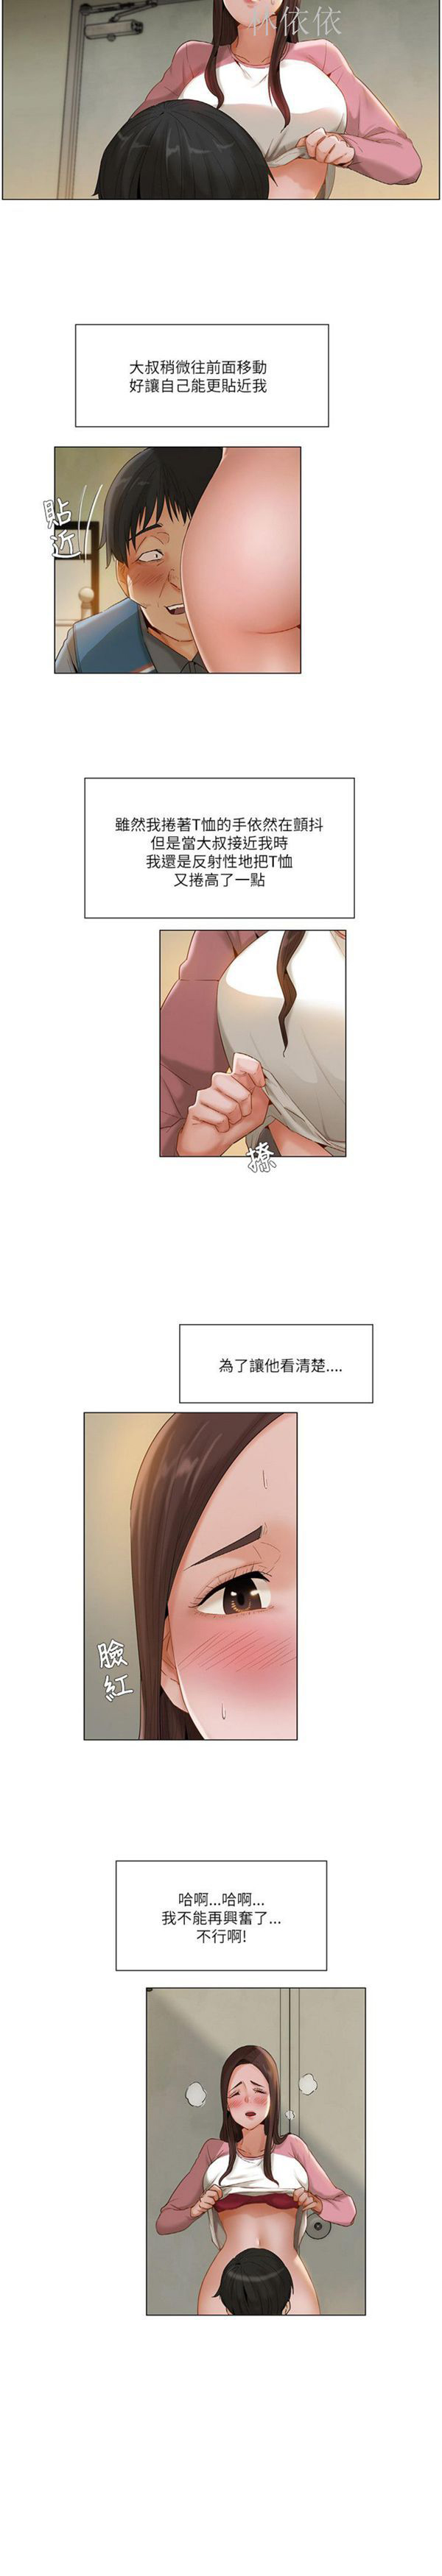 林依依
大叔稍微往前面移動
好讓自己能更貼近我
貼近
雖然我捲著T恤的手依然在顫抖
但是當大叔接近我時
我還是反射性地把T恤
又捲高了一點
撩
為了讓他看清楚....
臉紅
哈啊...哈啊...
我不能再興奮了...
不行啊!